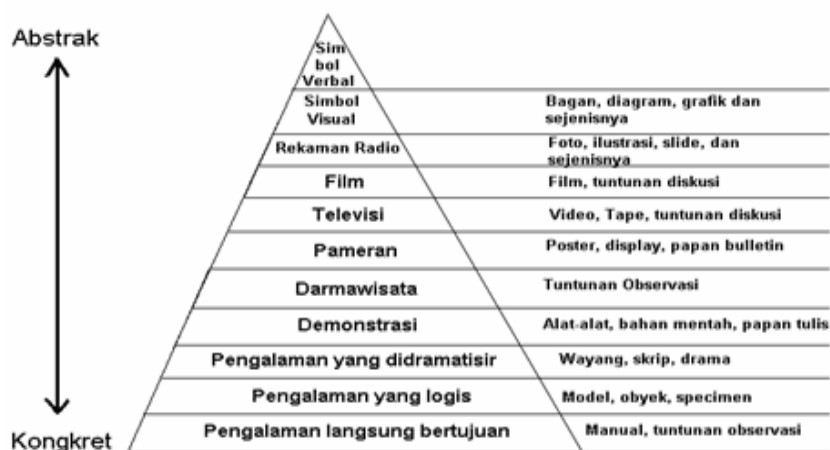 Abstrak
Sim
bol
Verbal
Simbol
Visual
Bagan, diagram, grafik dan
sejenisnya
Rekaman Radio
Foto, ilustrasi, slide, dan
sejenisnya
Film
Film, tuntunan diskusi
Televisi
Video, Tape, tuntunan diskusi
Pameran
Poster, display, papan bulletin
Darmawisata
Tuntunan Observasi
Demonstrasi
Alat-alat, bahan mentah, papan tulis
Pengalaman yang didramatisir
Wayang, skrip, drama
Pengalaman yang logis
Model, obyek, specimen
Pengalaman langsung bertujuan
Manual, tuntunan observasi
Kongkret